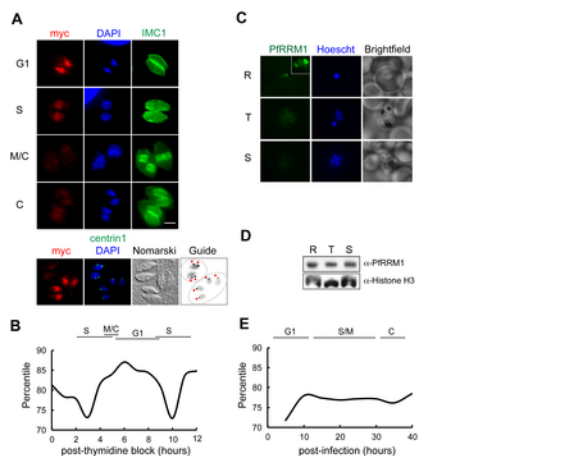 A
myc DAPI IMC1
G1
S
M/C
C
centrin1
myc DAPI Nomarski Guide
B
S M/C G1 S
90
85
80
75
70
Percentile
0 2 4 6 8 10 12
post-thymidine block (hours)
C
PfRRM1 Hoescht Brightfield
R
T
S
D
R T S
α-PfRRM1
α-Histone H3
E
G1 S/M C
90
85
80
75
70
Percentile
0 10 20 30 40
post-infection (hours)